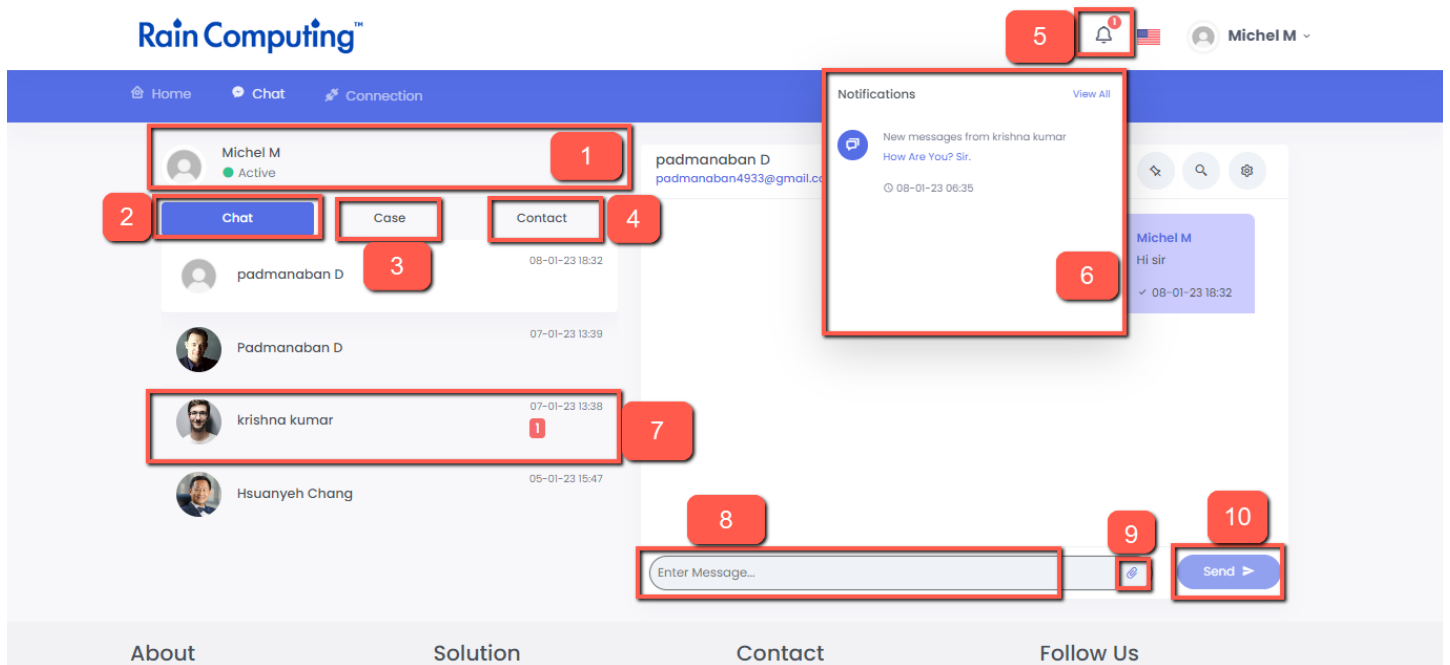 Rain Computing™
5
1
Michel M
Home
Chat
Connection
Notifications
View All
New messages from krishna kumar
How Are You? Sir.
08-01-23 06:35
6
Michel M
Active
1
2
Chat
Case
Contact
4
3
padmanaban D
08-01-23 18:32
Padmanaban D
07-01-23 13:39
krishna kumar
07-01-23 13:38
1
7
Hsuanyeh Chang
05-01-23 15:47
padmanaban D
padmanaban4933@gmail.co
Michel M
Hi sir
08-01-23 18:32
8
9
10
Enter Message...
Send
About
Solution
Contact
Follow Us